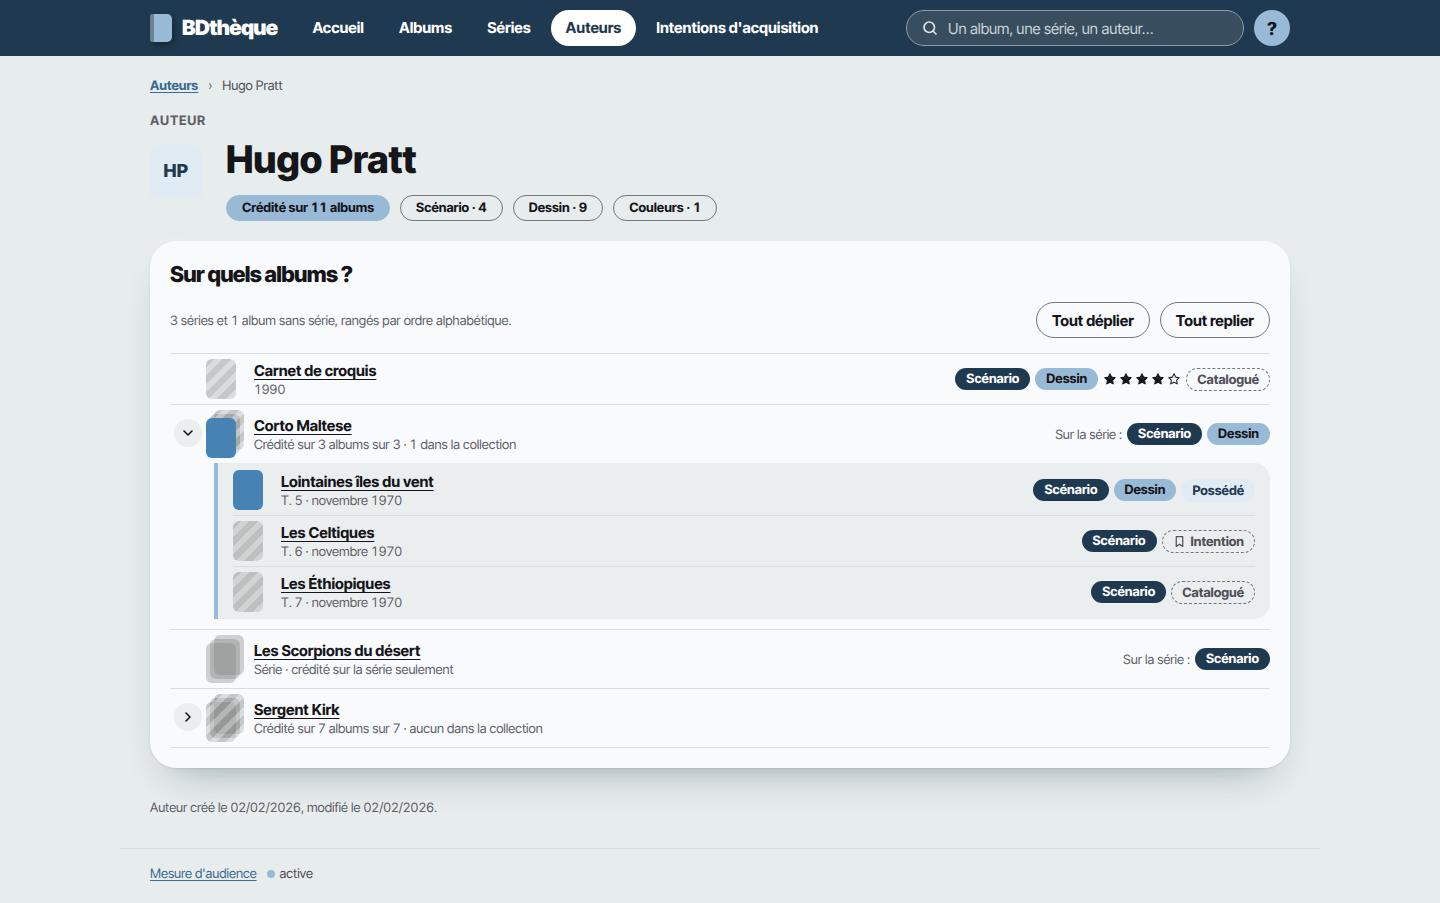 BDthèque Accueil Albums Séries Auteurs Intentions d'acquisition Un album, une série, un auteur... ?
Auteurs › Hugo Pratt
AUTEUR
HP Hugo Pratt
Crédité sur 11 albums Scénario · 4 Dessin · 9 Couleurs · 1
Sur quels albums ?
3 séries et 1 album sans série, rangés par ordre alphabétique. Tout déplier Tout replier
Carnet de croquis
1990
Scénario Dessin ★★★★☆ Catalogué
Corto Maltese
Crédité sur 3 albums sur 3 · 1 dans la collection
Sur la série : Scénario Dessin
Lointaines îles du vent
T. 5 · novembre 1970
Scénario Dessin Possédé
Les Celtiques
T. 6 · novembre 1970
Scénario Intention
Les Éthiopiques
T. 7 · novembre 1970
Scénario Catalogué
Les Scorpions du désert
Série · crédité sur la série seulement
Sur la série : Scénario
Sergent Kirk
Crédité sur 7 albums sur 7 · aucun dans la collection
Auteur créé le 02/02/2026, modifié le 02/02/2026.
Mesure d'audience active